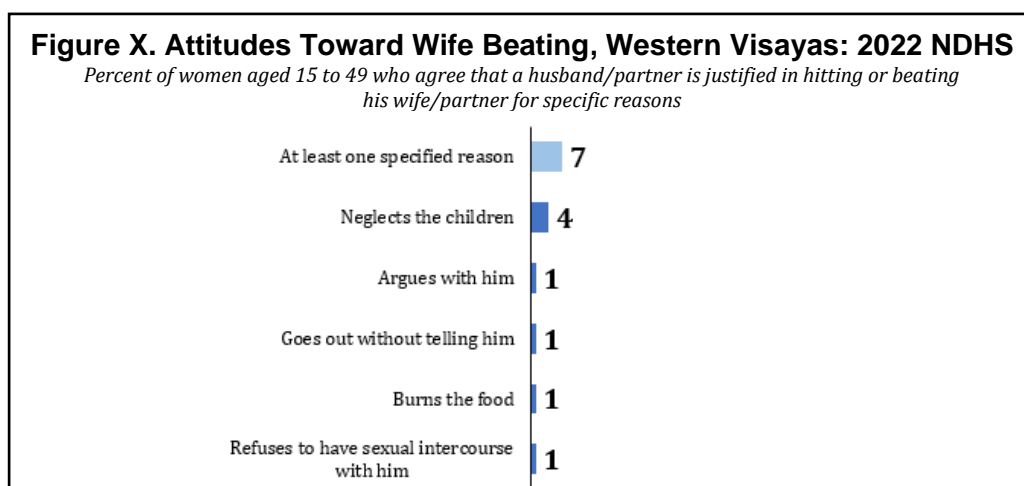 Figure X. Attitudes Toward Wife Beating, Western Visayas: 2022 NDHS
Percent of women aged 15 to 49 who agree that a husband/partner is justified in hitting or beating
his wife/partner for specific reasons
At least one specified reason 7
Neglects the children 4
Argues with him 1
Goes out without telling him 1
Burns the food 1
Refuses to have sexual intercourse
with him 1